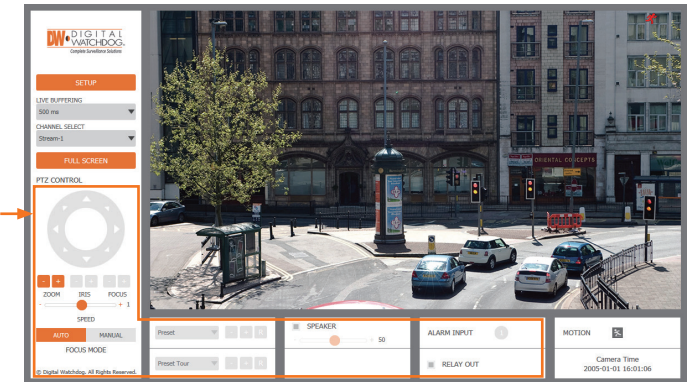 DW DIGITAL
WATCHDOG.
Complete Surveillance Solutions
SETUP
LIVE BUFFERING
500 ms
CHANNEL SELECT
Stream-1
FULL SCREEN
PTZ CONTROL
- +
ZOOM IRIS FOCUS
- + 1
SPEED
AUTO MANUAL
FOCUS MODE
© Digital Watchdog. All Rights Reserved.
ORIENTAL CONCEPTS
Preset
Preset Tour
SPEAKER
- + 50
ALARM INPUT 1
RELAY OUT
MOTION
Camera Time
2005-01-01 16:01:06